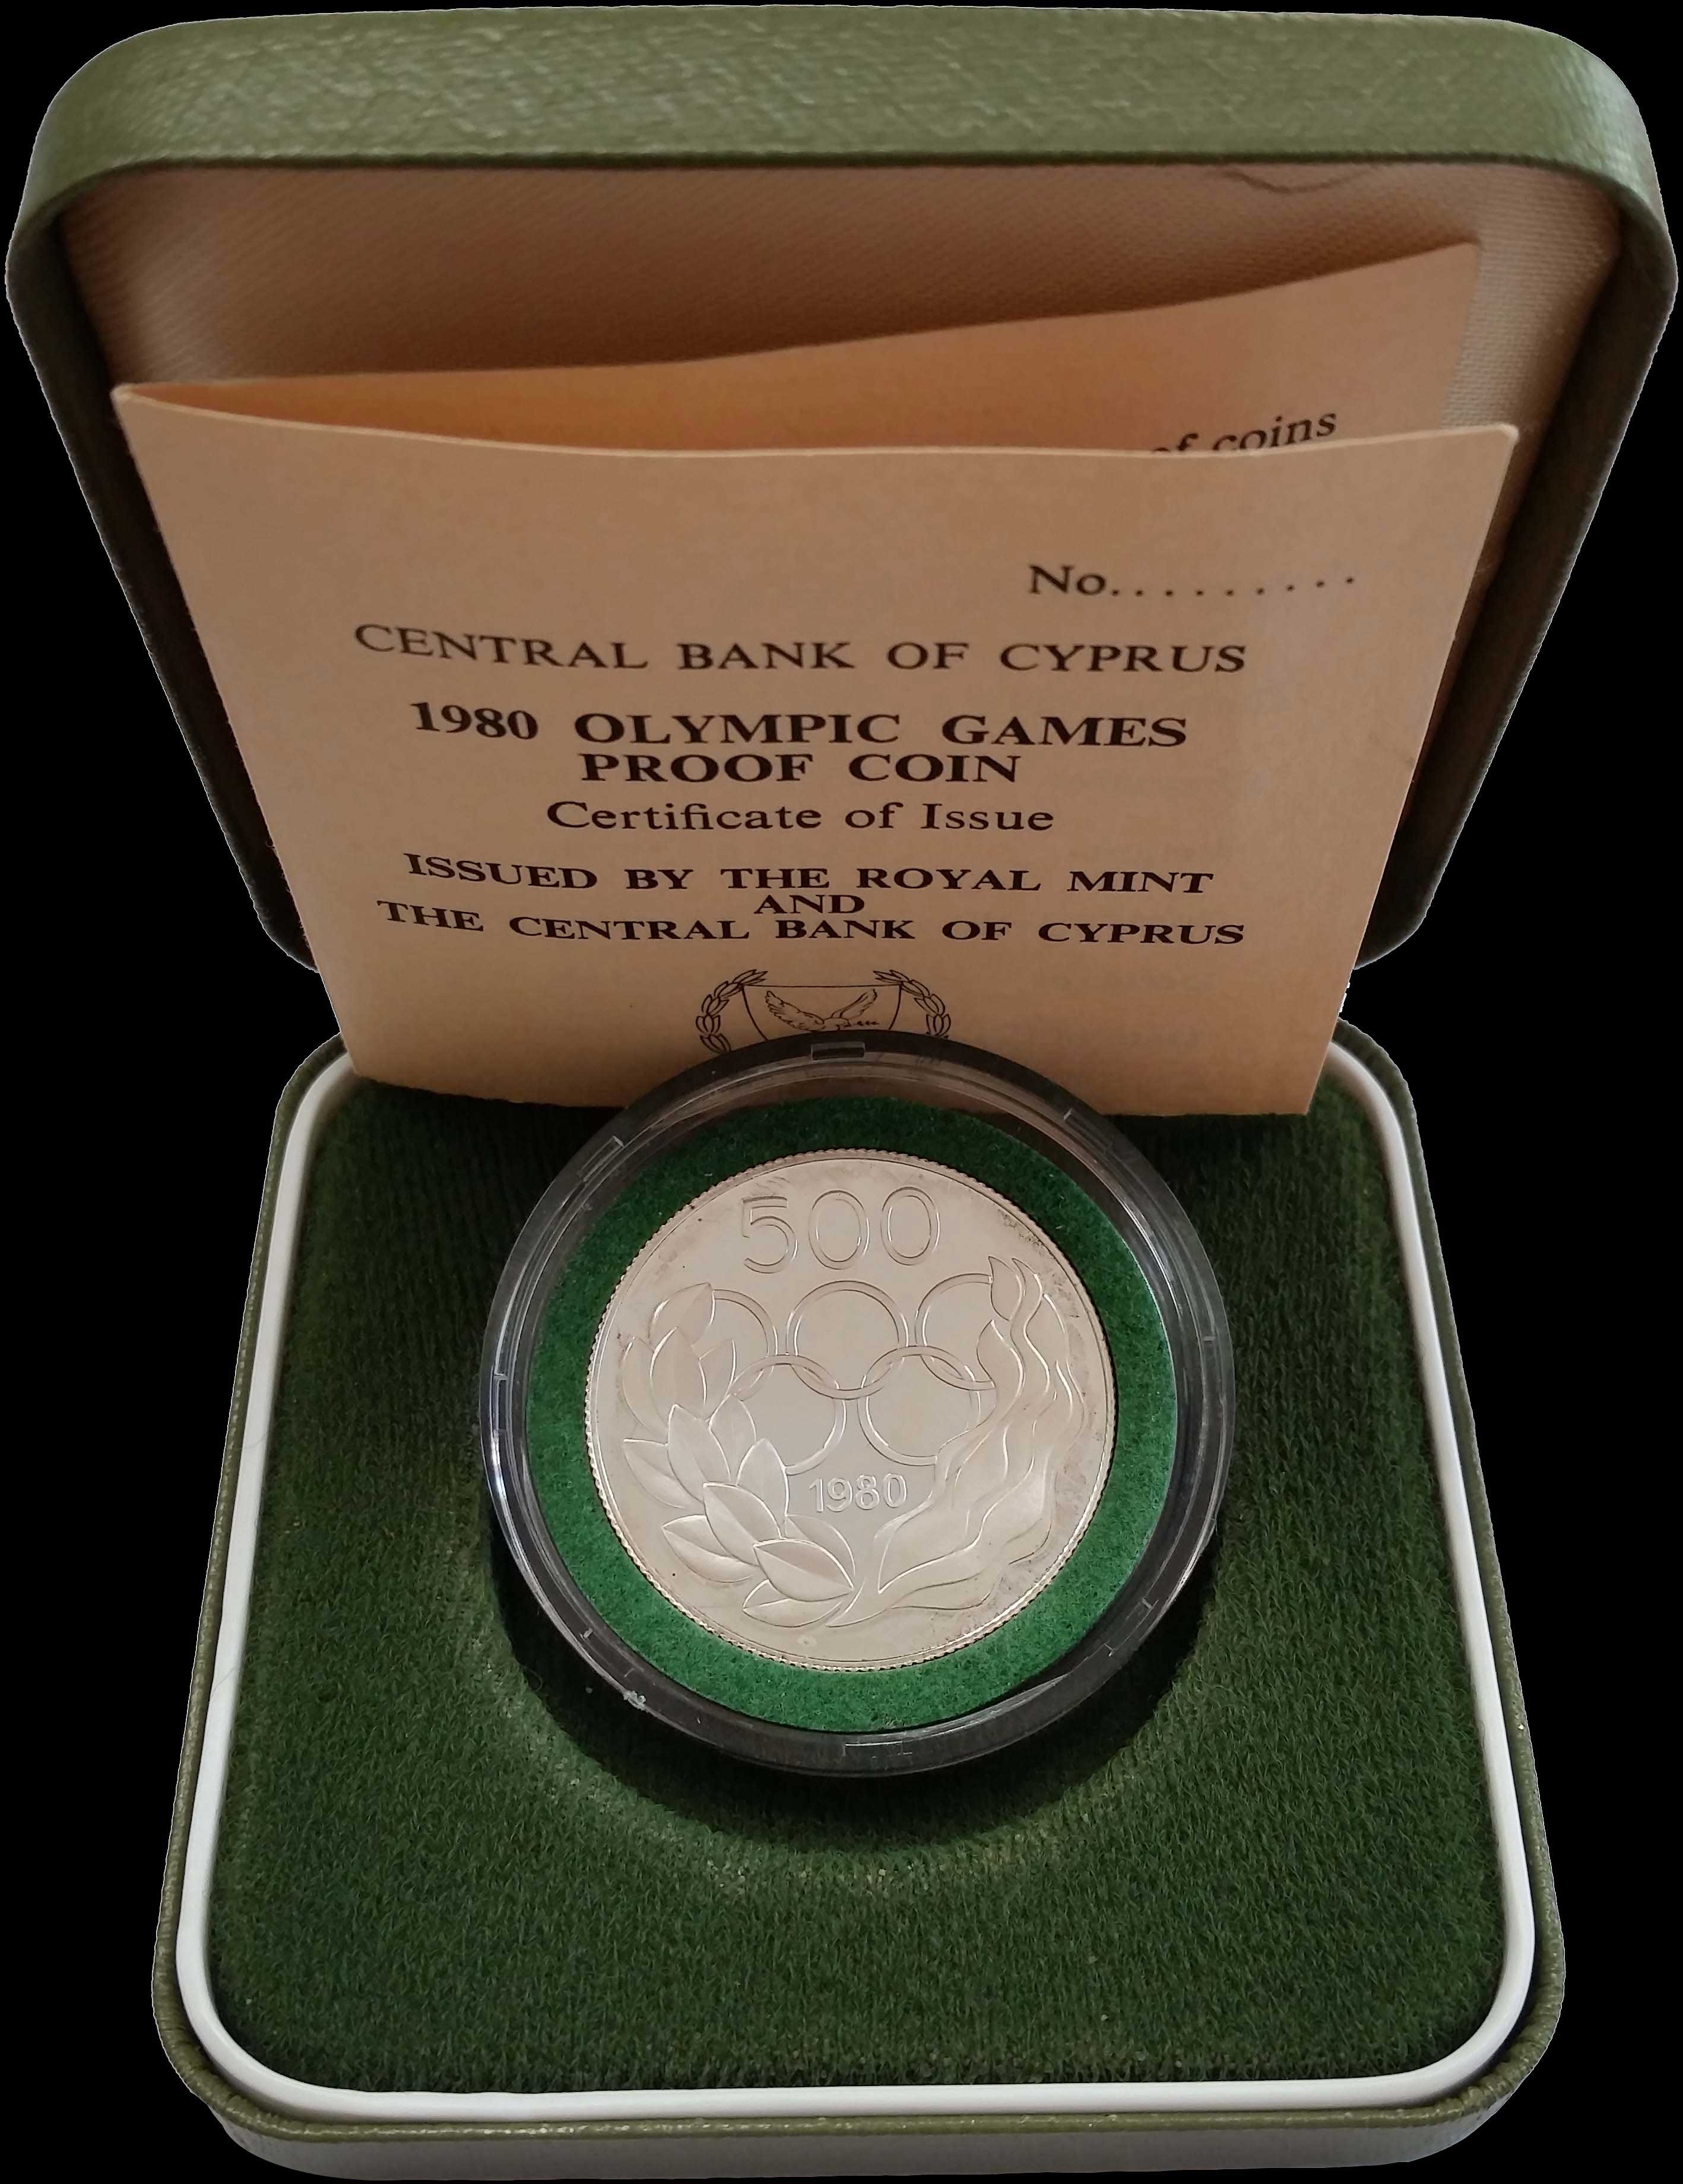 of coins
No.........
CENTRAL BANK OF CYPRUS
1980 OLYMPIC GAMES
PROOF COIN
Certificate of Issue
ISSUED BY THE ROYAL MINT
AND
THE CENTRAL BANK OF CYPRUS
500
1980